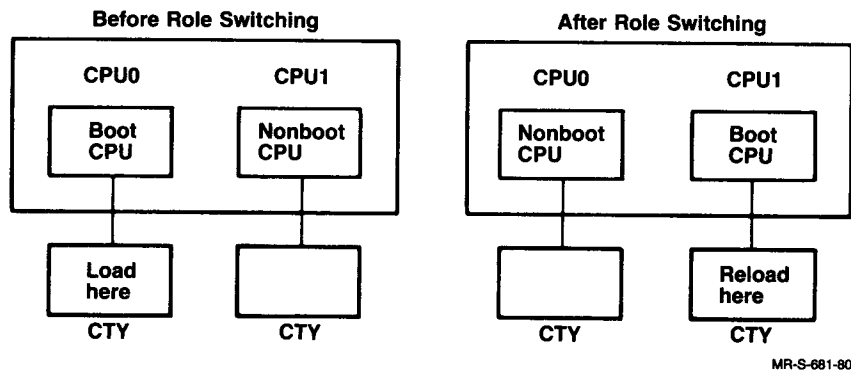 Before Role Switching
CPU0
CPU1
Boot
CPU
Nonboot
CPU
Load
here
CTY
CTY
After Role Switching
CPU0
CPU1
Nonboot
CPU
Boot
CPU
Reload
here
CTY
CTY
MR-S-681-80